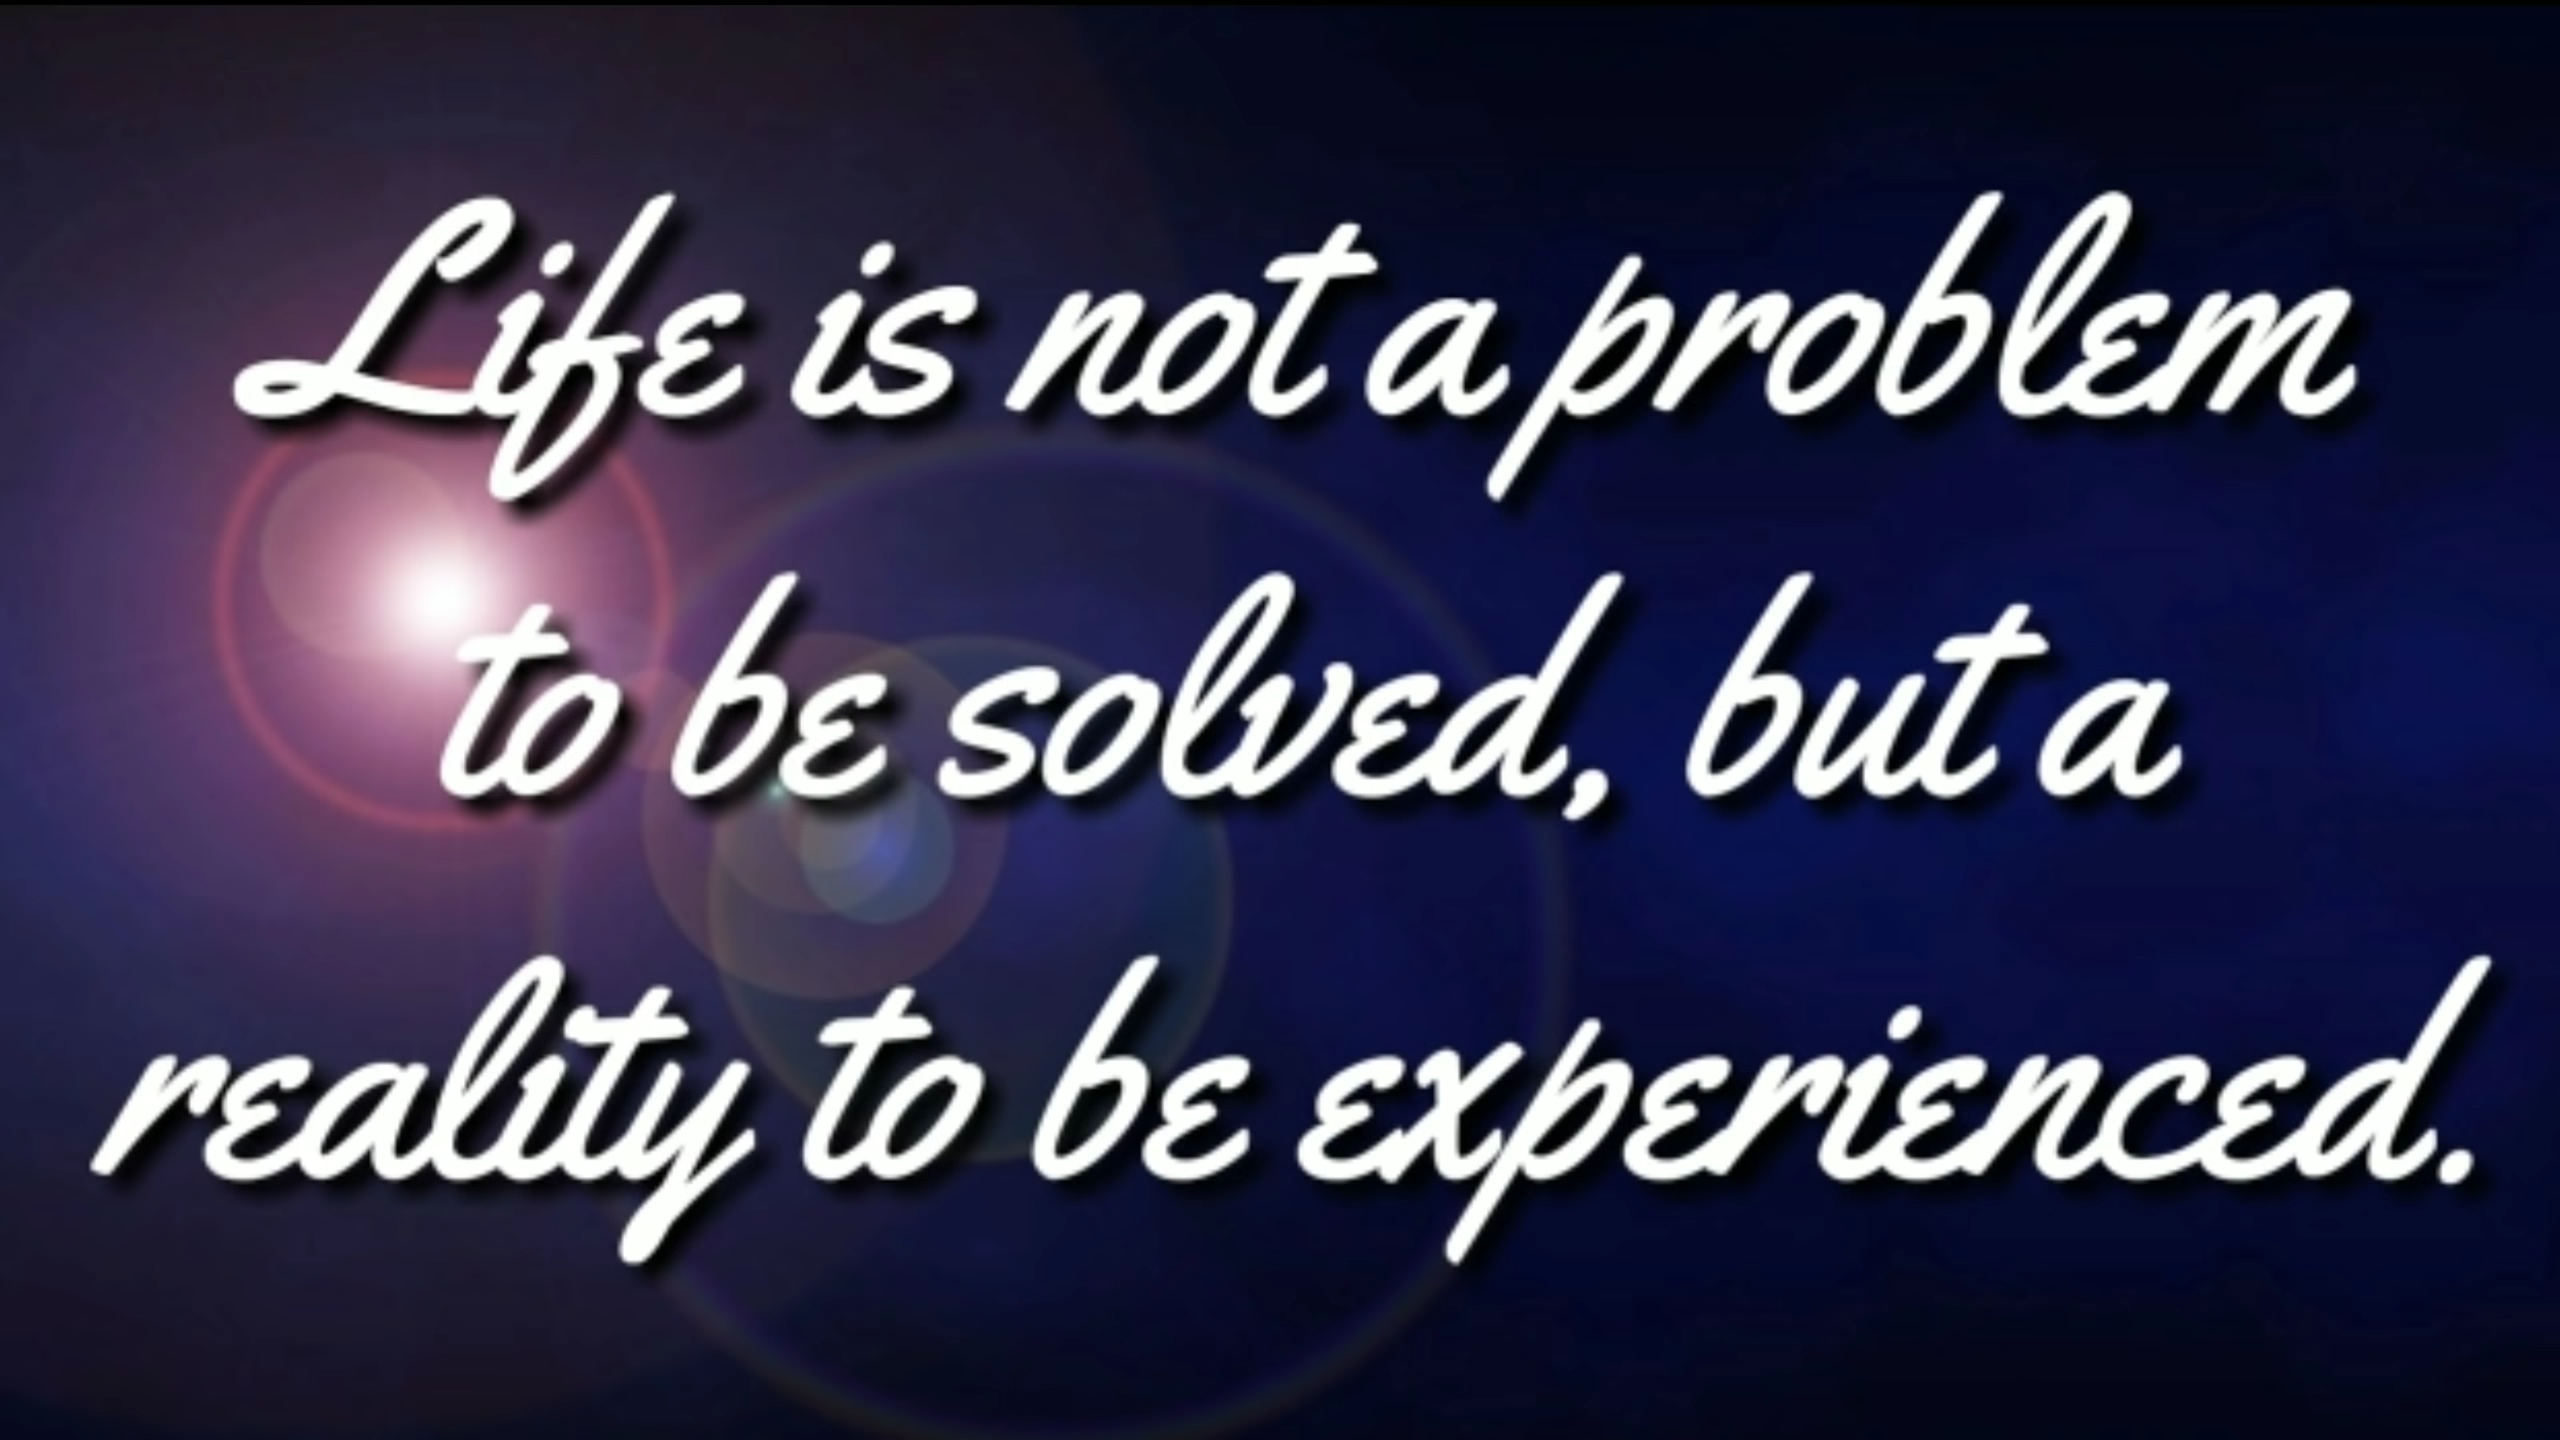 Life is not a problem
to be solved, but a
reality to be experienced.